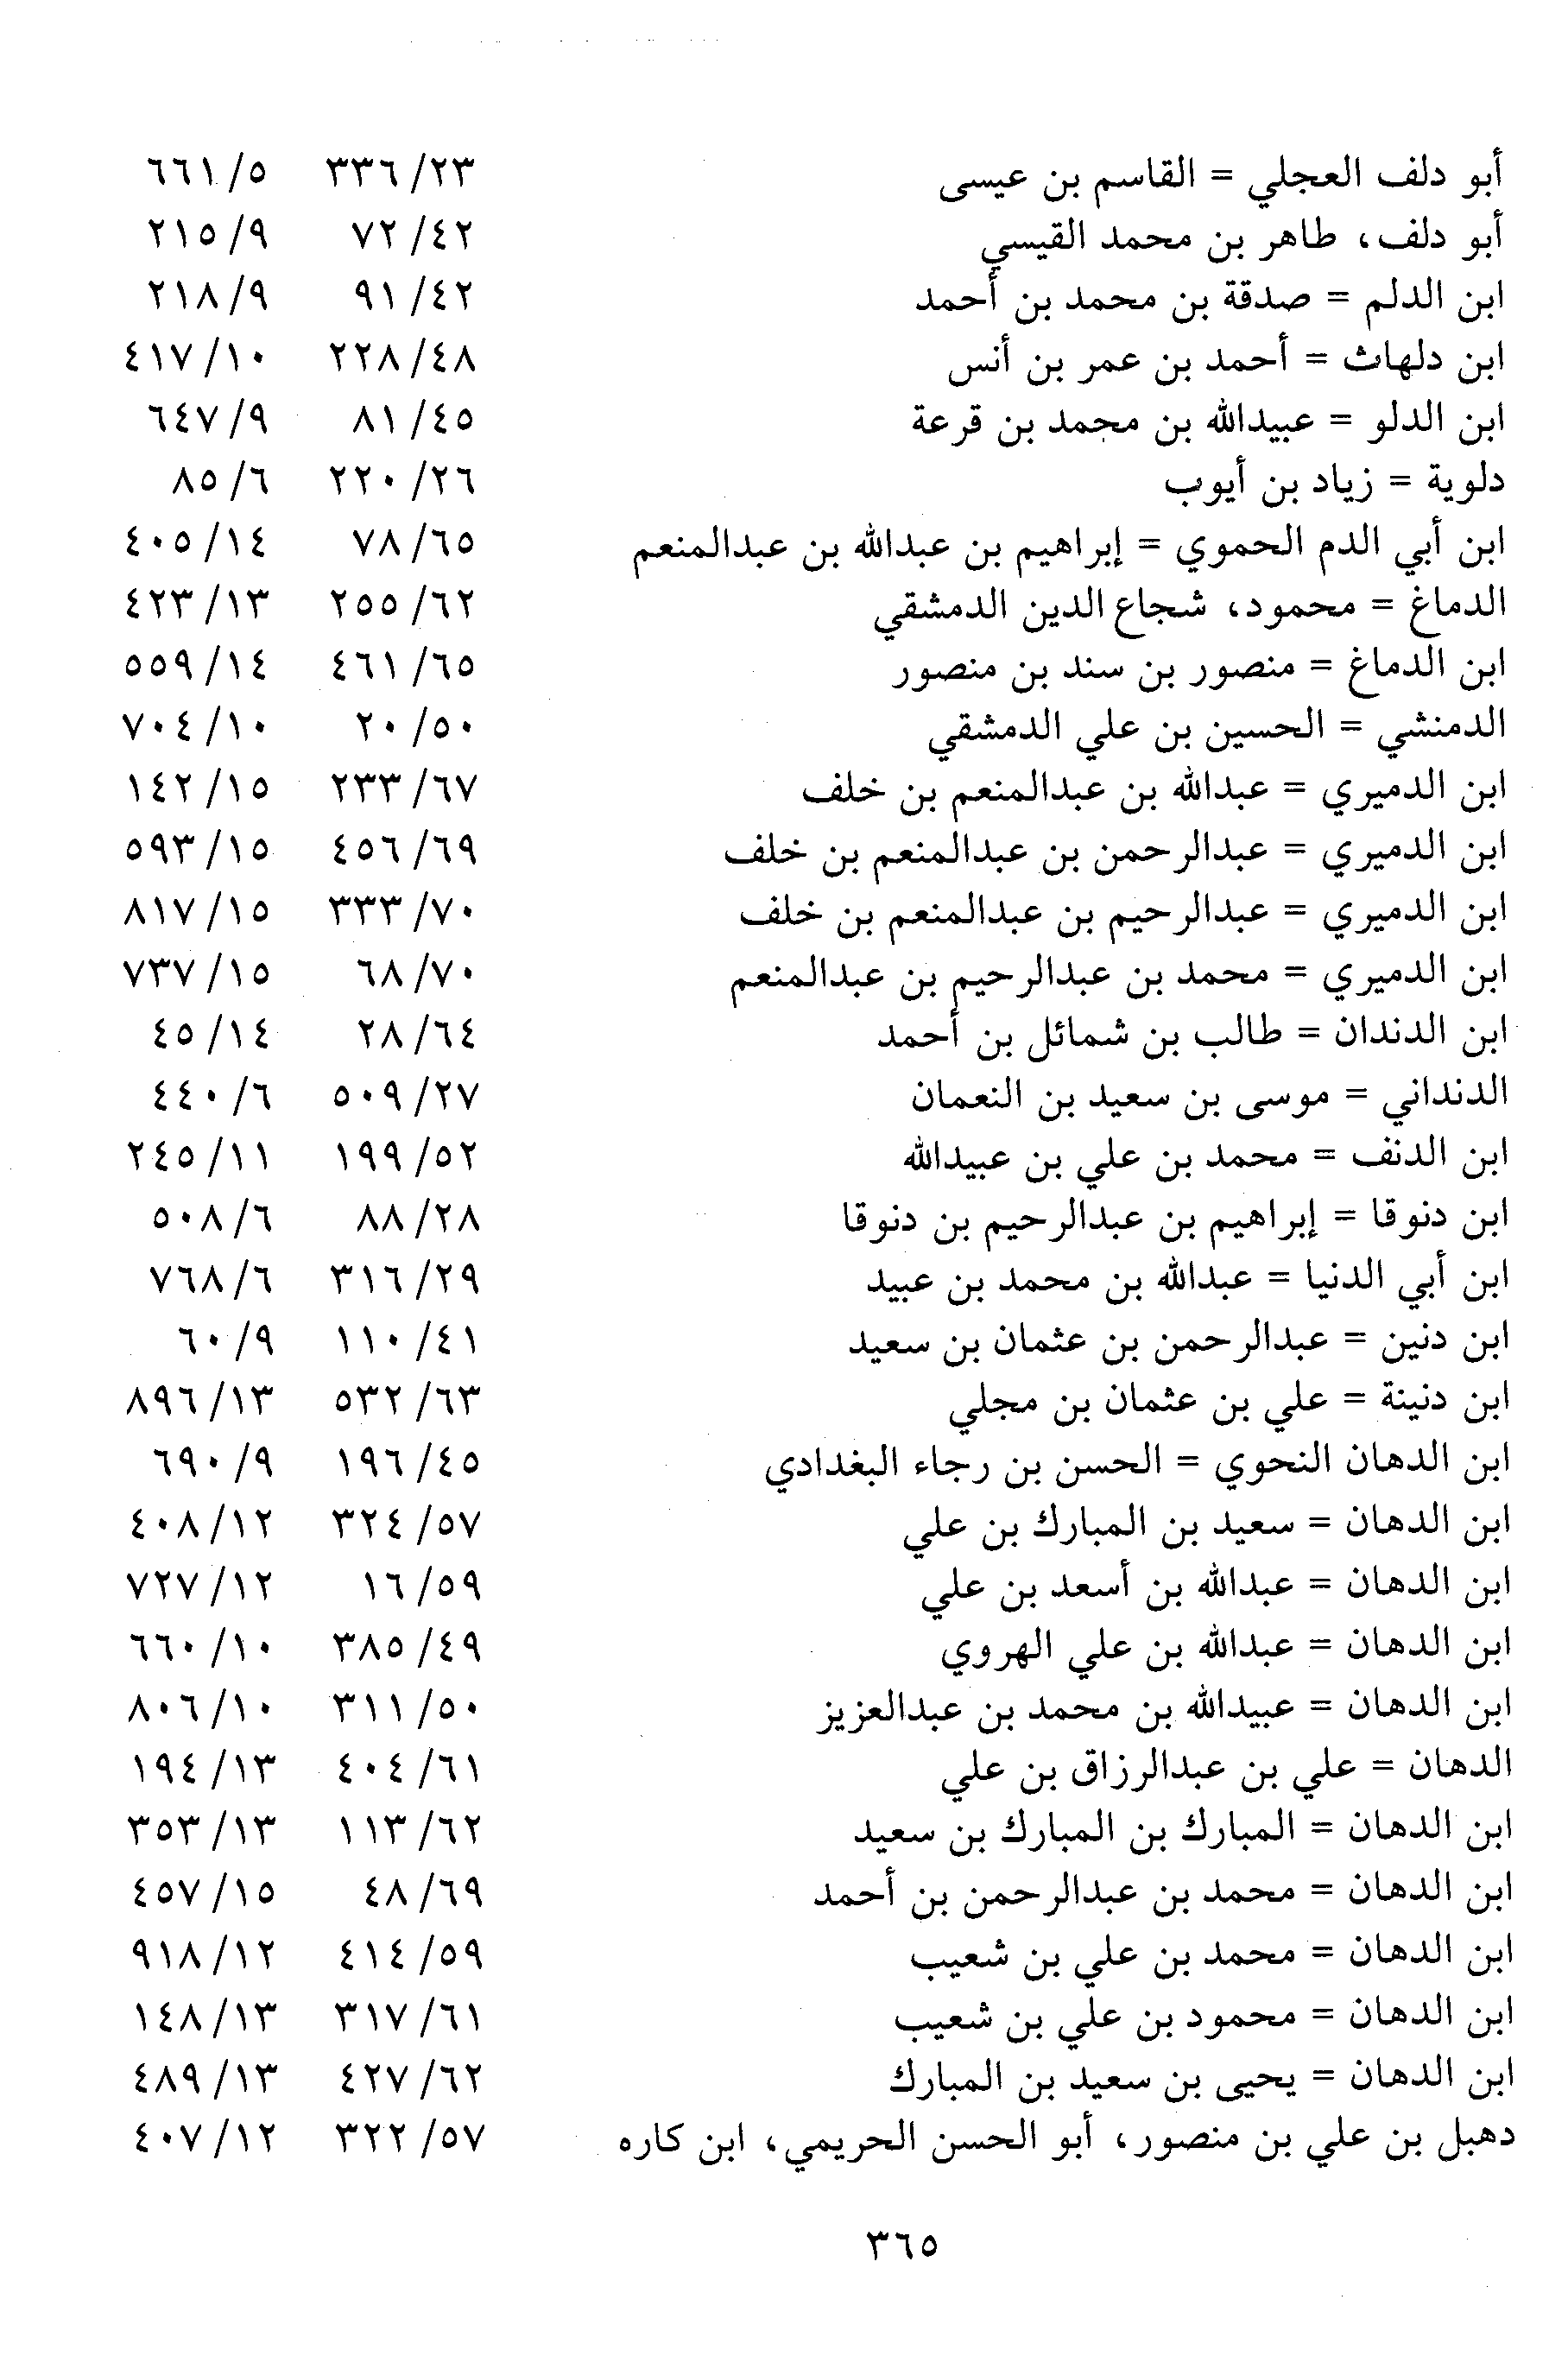 أبو دلف العجلي = القاسم بن عيسى ٢٣/ ٣٣٦ ٥/ ٦٦١
أبو دلف، طاهر بن محمد القيسي ٤٢/ ٧٢ ٩/ ٢١٥
ابن الدلم = صدقة بن محمد بن أحمد ٤٢/ ٩١ ٩/ ٢١٨
ابن دلهاث = أحمد بن عمر بن أنس ٤٨/ ٢٢٨ ١٠/ ٤١٧
ابن الدلو = عبيدالله بن محمد بن قرعة ٤٥/ ٨١ ٩/ ٦٤٧
دلوية = زياد بن أيوب ٢٦/ ٢٢٠ ٦/ ٨٥
ابن أبي الدم الحموي = إبراهيم بن عبدالله بن عبدالمنعم ٦٥/ ٧٨ ١٤/ ٤٠٥
الدماغ = محمود، شجاع الدين الدمشقي ٦٢/ ٢٥٥ ١٣/ ٤٢٣
ابن الدماغ = منصور بن سند بن منصور ٦٥/ ٤٦١ ١٤/ ٥٥٩
الدمنشي = الحسين بن علي الدمشقي ٥٠/ ٢٠ ١٠/ ٧٠٤
ابن الدميري = عبدالله بن عبدالمنعم بن خلف ٦٧/ ٢٣٣ ١٥/ ١٤٢
ابن الدميري = عبدالرحمن بن عبدالمنعم بن خلف ٦٩/ ٤٥٦ ١٥/ ٥٩٣
ابن الدميري = عبدالرحيم بن عبدالمنعم بن خلف ٧٠/ ٣٣٣ ١٥/ ٨١٧
ابن الدميري = محمد بن عبدالرحيم بن عبدالمنعم ٧٠/ ٦٨ ١٥/ ٧٣٧
ابن الدندان = طالب بن شمائل بن أحمد ٦٤/ ٢٨ ١٤/ ٤٥
الدنداني = موسى بن سعيد بن النعمان ٢٧/ ٥٠٩ ٦/ ٤٤٠
ابن الدنف = محمد بن علي بن عبيدالله ٥٢/ ١٩٩ ١١/ ٢٤٥
ابن دنوقا = إبراهيم بن عبدالرحيم بن دنوقا ٢٨/ ٨٨ ٦/ ٥٠٨
ابن أبي الدنيا = عبدالله بن محمد بن عبيد ٢٩/ ٣١٦ ٦/ ٧٦٨
ابن دنين = عبدالرحمن بن عثمان بن سعيد ٤١/ ١١٠ ٩/ ٦٠
ابن دنينة = علي بن عثمان بن مجلي ٦٣/ ٥٣٢ ١٣/ ٨٩٦
ابن الدهان النحوي = الحسن بن رجاء البغدادي ٤٥/ ١٩٦ ٩/ ٦٩٠
ابن الدهان = سعيد بن المبارك بن علي ٥٧/ ٣٢٤ ١٢/ ٤٠٨
ابن الدهان = عبدالله بن أسعد بن علي ٥٩/ ١٦ ١٢/ ٧٢٧
ابن الدهان = عبدالله بن علي الهروي ٤٩/ ٣٨٥ ١٠/ ٦٦٠
ابن الدهان = عبيدالله بن محمد بن عبدالعزيز ٥٠/ ٣١١ ١٠/ ٨٠٦
الدهان = علي بن عبدالرزاق بن علي ٦١/ ٤٠٤ ١٣/ ١٩٤
ابن الدهان = المبارك بن المبارك بن سعيد ٦٢/ ١١٣ ١٣/ ٣٥٣
ابن الدهان = محمد بن عبدالرحمن بن أحمد ٦٩/ ٤٨ ١٥/ ٤٥٧
ابن الدهان = محمد بن علي بن شعيب ٥٩/ ٤١٤ ١٢/ ٩١٨
ابن الدهان = محمود بن علي بن شعيب ٦١/ ٣١٧ ١٣/ ١٤٨
ابن الدهان = يحيى بن سعيد بن المبارك ٦٢/ ٤٢٧ ١٣/ ٤٨٩
دهبل بن علي بن منصور، أبو الحسن الحريمي، ابن كاره ٥٧/ ٣٢٢ ١٢/ ٤٠٧
٣٦٥